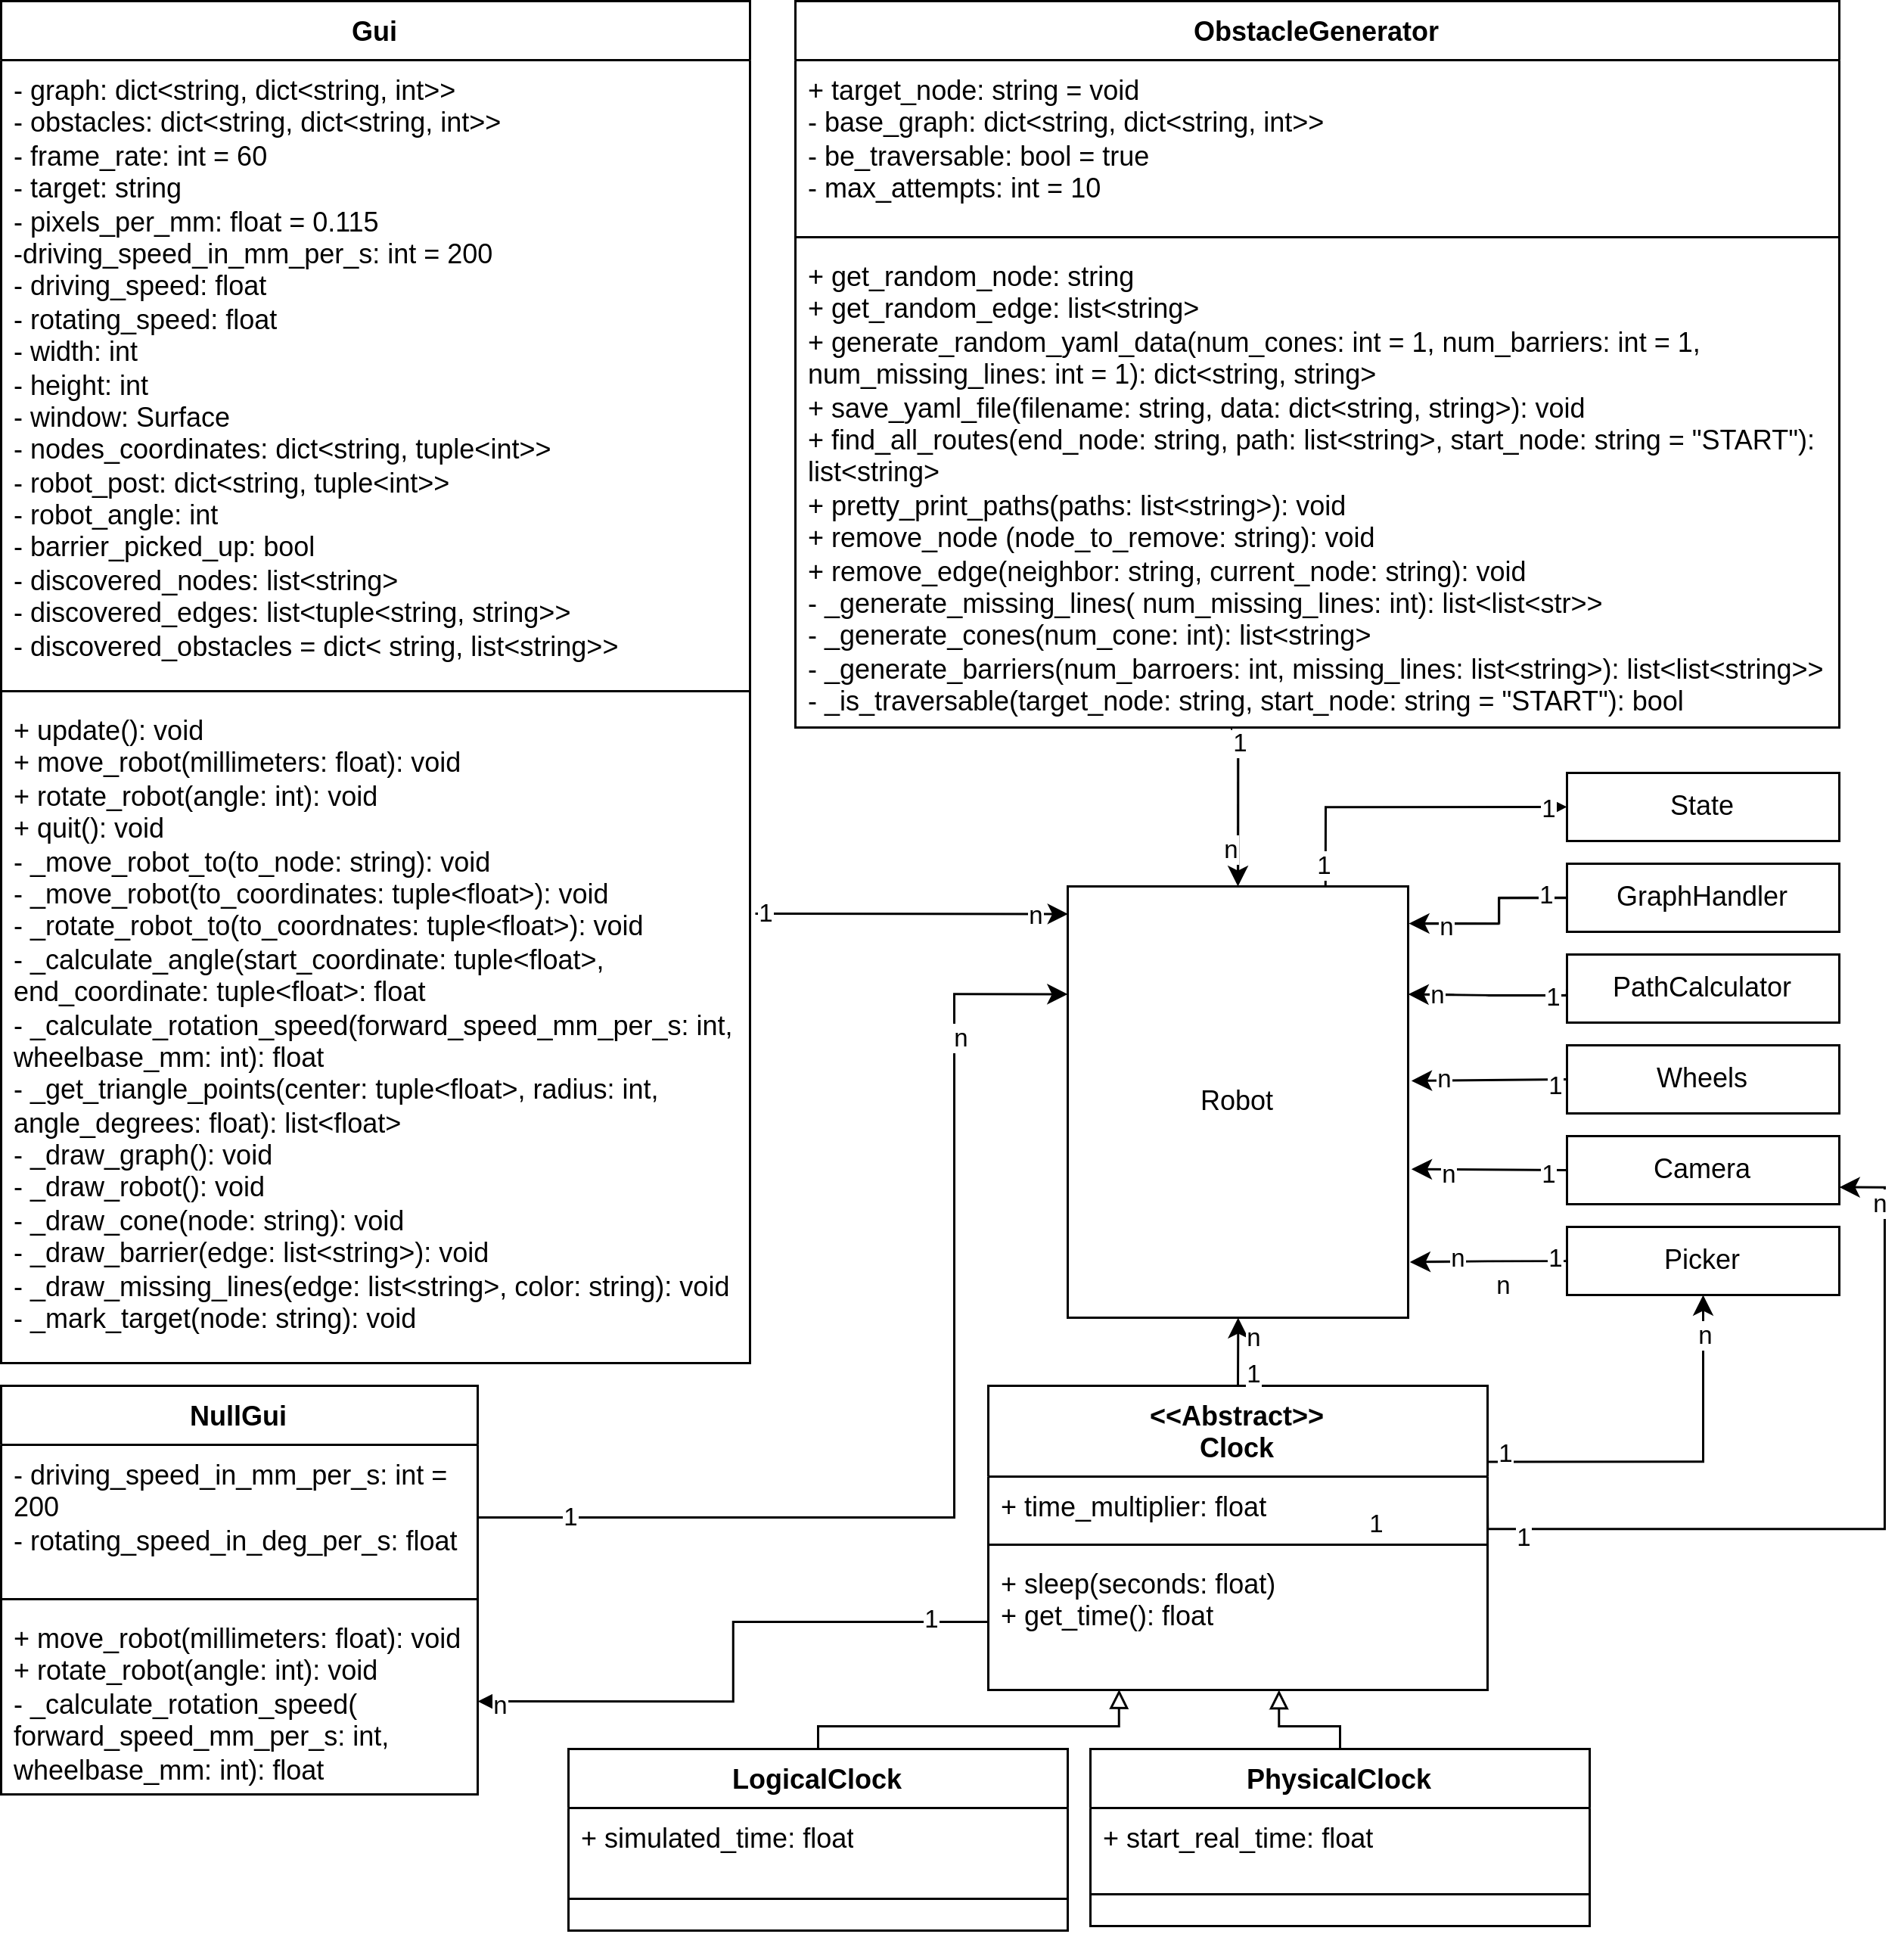 Gui
- graph: dict<string, dict<string, int>>
- obstacles: dict<string, dict<string, int>>
- frame_rate: int = 60
- target: string
- pixels_per_mm: float = 0.115
-driving_speed_in_mm_per_s: int = 200
- driving_speed: float
- rotating_speed: float
- width: int
- height: int
- window: Surface
- nodes_coordinates: dict<string, tuple<int>>
- robot_post: dict<string, tuple<int>>
- robot_angle: int
- barrier_picked_up: bool
- discovered_nodes: list<string>
- discovered_edges: list<tuple<string, string>>
- discovered_obstacles = dict< string, list<string>>
+ update(): void
+ move_robot(millimeters: float): void
+ rotate_robot(angle: int): void
+ quit(): void
- _move_robot_to(to_node: string): void
- _move_robot(to_coordinates: tuple<float>): void
- _rotate_robot_to(to_coordnates: tuple<float>): void
- _calculate_angle(start_coordinate: tuple<float>,
end_coordinate: tuple<float>: float
- _calculate_rotation_speed(forward_speed_mm_per_s: int,
wheelbase_mm: int): float
- _get_triangle_points(center: tuple<float>, radius: int,
angle_degrees: float): list<float>
- _draw_graph(): void
- _draw_robot(): void
- _draw_cone(node: string): void
- _draw_barrier(edge: list<string>): void
- _draw_missing_lines(edge: list<string>, color: string): void
- _mark_target(node: string): void
ObstacleGenerator
+ target_node: string = void
- base_graph: dict<string, dict<string, int>>
- be_traversable: bool = true
- max_attempts: int = 10
+ get_random_node: string
+ get_random_edge: list<string>
+ generate_random_yaml_data(num_cones: int = 1, num_barriers: int = 1,
num_missing_lines: int = 1): dict<string, string>
+ save_yaml_file(filename: string, data: dict<string, string>): void
+ find_all_routes(end_node: string, path: list<string>, start_node: string = "START"):
list<string>
+ pretty_print_paths(paths: list<string>): void
+ remove_node (node_to_remove: string): void
+ remove_edge(neighbor: string, current_node: string): void
- _generate_missing_lines( num_missing_lines: int): list<list<str>>
- _generate_cones(num_cone: int): list<string>
- _generate_barriers(num_barroers: int, missing_lines: list<string>): list<list<string>>
- _is_traversable(target_node: string, start_node: string = "START"): bool
1
n
1
1
State
1
n
1
n
GraphHandler
n
1
PathCalculator
n
n
1
Wheels
Robot
n
1
Camera
n
n
1
Picker
n
n
n
1
NullGui
- driving_speed_in_mm_per_s: int =
200
- rotating_speed_in_deg_per_s: float
+ move_robot(millimeters: float): void
+ rotate_robot(angle: int): void
- _calculate_rotation_speed(
forward_speed_mm_per_s: int,
wheelbase_mm: int): float
1
n
1
<<Abstract>>
Clock
+ time_multiplier: float
1
+ sleep(seconds: float)
+ get_time(): float
1
1
LogicalClock
+ simulated_time: float
PhysicalClock
+ start_real_time: float